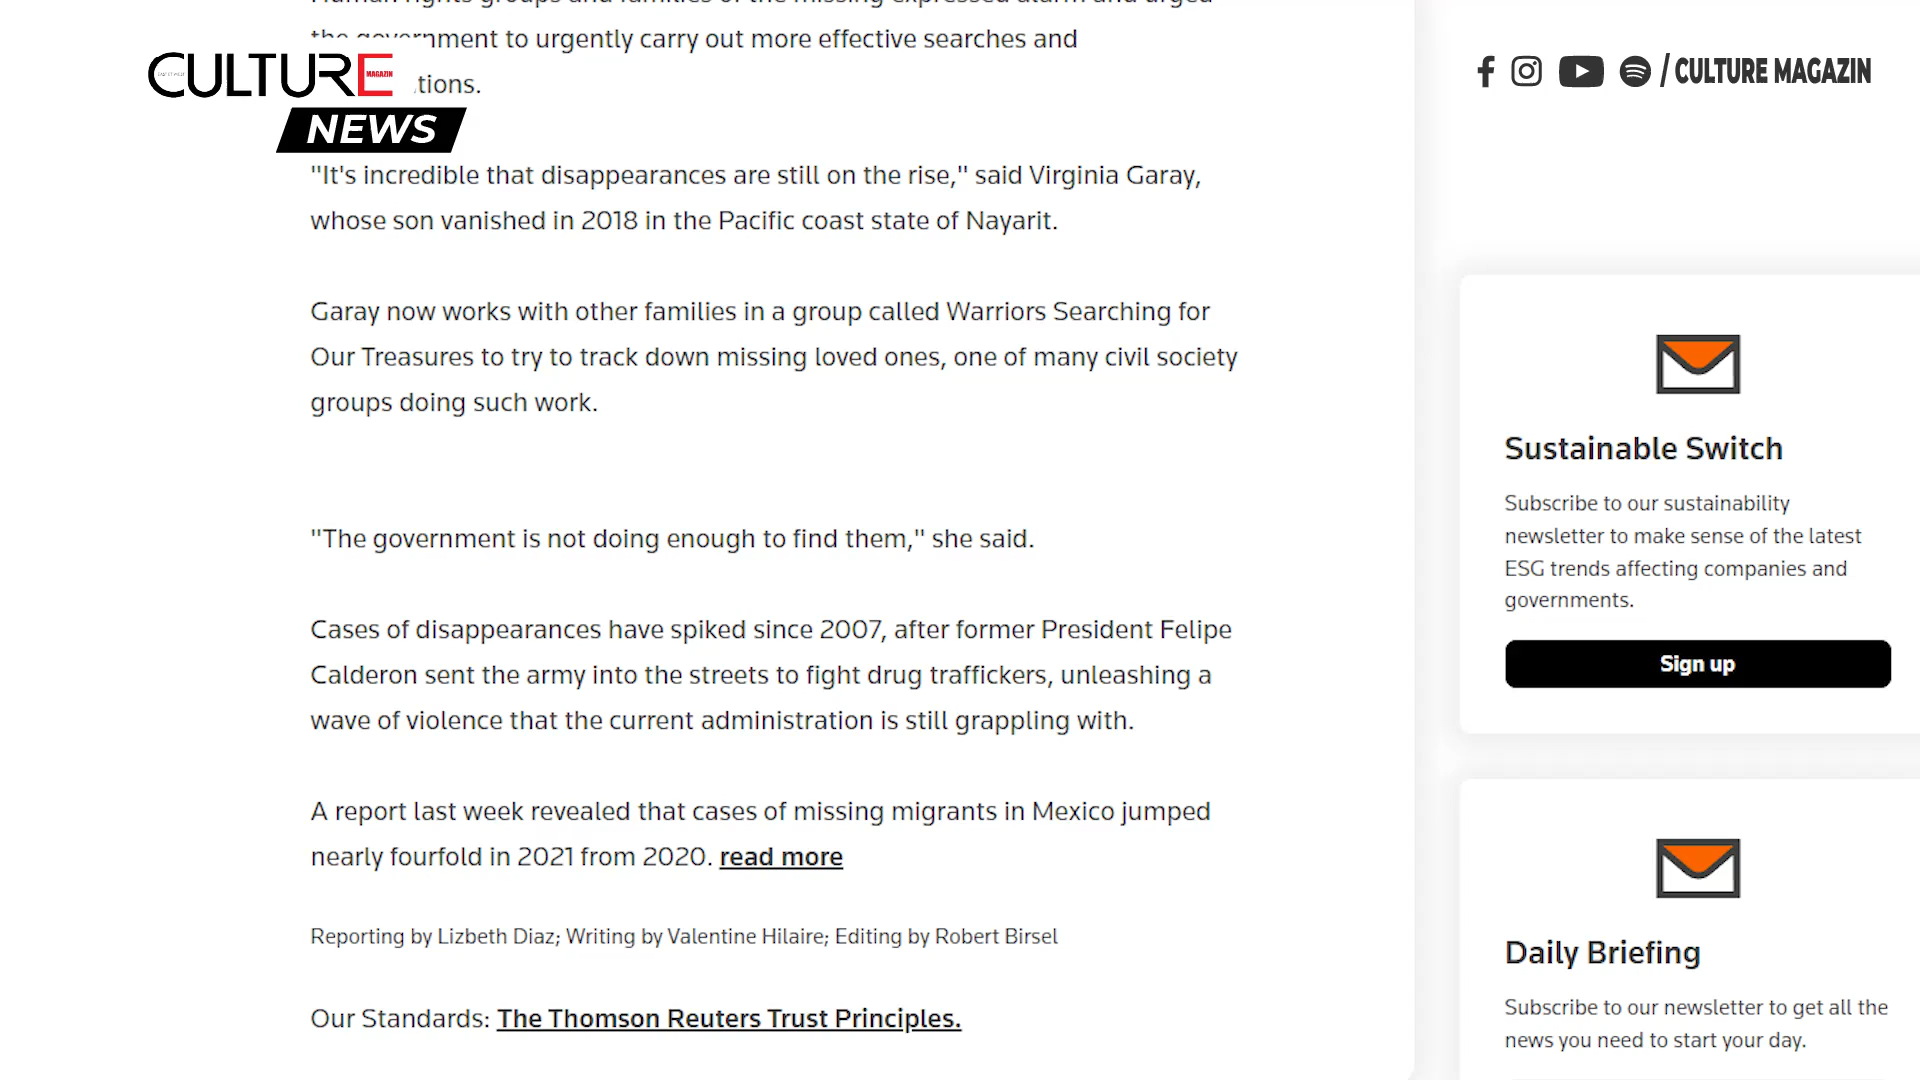 Human rights groups and families of the missing expressed alarm and urged
the government to urgently carry out more effective searches and
tions.
CULTURE
MAGAZIN
NEWS
/ CULTURE MAGAZIN
"It's incredible that disappearances are still on the rise," said Virginia Garay,
whose son vanished in 2018 in the Pacific coast state of Nayarit.
Garay now works with other families in a group called Warriors Searching for
Our Treasures to try to track down missing loved ones, one of many civil society
groups doing such work.
"The government is not doing enough to find them," she said.
Cases of disappearances have spiked since 2007, after former President Felipe
Calderon sent the army into the streets to fight drug traffickers, unleashing a
wave of violence that the current administration is still grappling with.
A report last week revealed that cases of missing migrants in Mexico jumped
nearly fourfold in 2021 from 2020. read more
Reporting by Lizbeth Diaz; Writing by Valentine Hilaire; Editing by Robert Birsel
Our Standards: The Thomson Reuters Trust Principles.
Sustainable Switch
Subscribe to our sustainability
newsletter to make sense of the latest
ESG trends affecting companies and
governments.
Sign up
Daily Briefing
Subscribe to our newsletter to get all the
news you need to start your day.